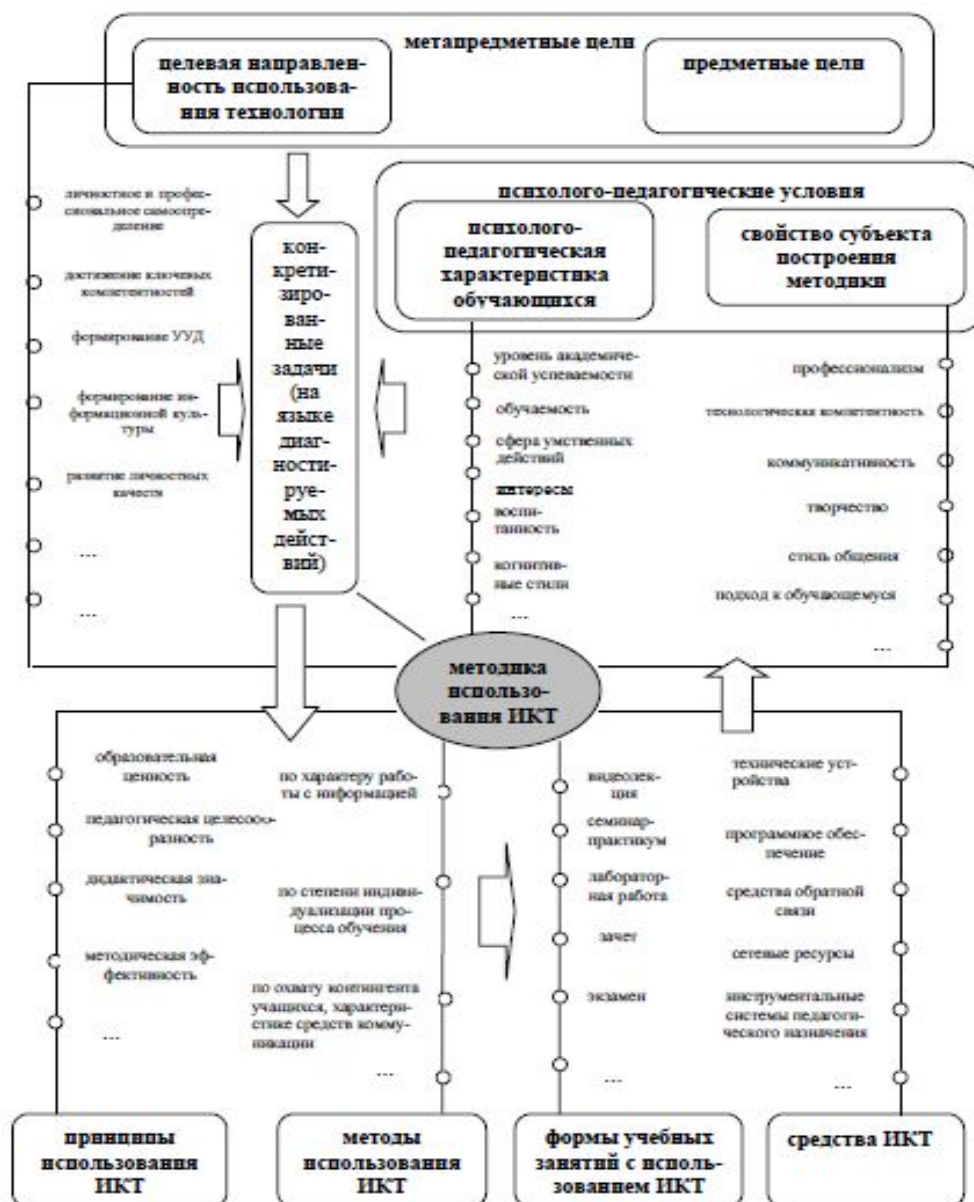 метапредметные цели
целевая направлен-
ность использова-
ния технологии
предметные цели
личностное и профес-
сиональное самоопре-
деление
достижение ключевых
компетентностей
формирование УУД
формирование ин-
формационной куль-
туры
развитие личностных
качеств
...
...
кон-
крети-
зиро-
ван-
ные
задачи
(на
языке
диаг-
ности-
руе-
мых
дейст-
вий)
психолого-педагогические условия
психолого-
педагогическая
характеристика
обучающихся
свойство субъекта
построения
методики
уровень академиче-
ской успеваемости
обучаемость
сфера умственных
действий
интересы
воспи-
танность
когнитив-
ные стили
...
профессионализм
технологическая компетентность
коммуникативность
творчество
стиль общения
подход к обучающемуся
...
методика
использо-
вания ИКТ
образовательная
ценность
педагогическая целесооб-
разность
дидактическая зна-
чимость
методическая эф-
фективность
...
по характеру рабо-
ты с информацией
по степени индиви-
дуализации про-
цесса обучения
по охвату контингента
учащихся, характери-
стике средств комму-
никации
...
видеолек-
ция
семинар-
практикум
лаборатор-
ная работа
зачет
экзамен
...
технические уст-
ройства
программное обес-
печение
средства обратной
связи
сетевые ресурсы
инструментальные
системы педагог-
ического назначения
...
принципы
использования
ИКТ
методы
использования
ИКТ
формы учебных
занятий с исполь-
зованием ИКТ
средства ИКТ